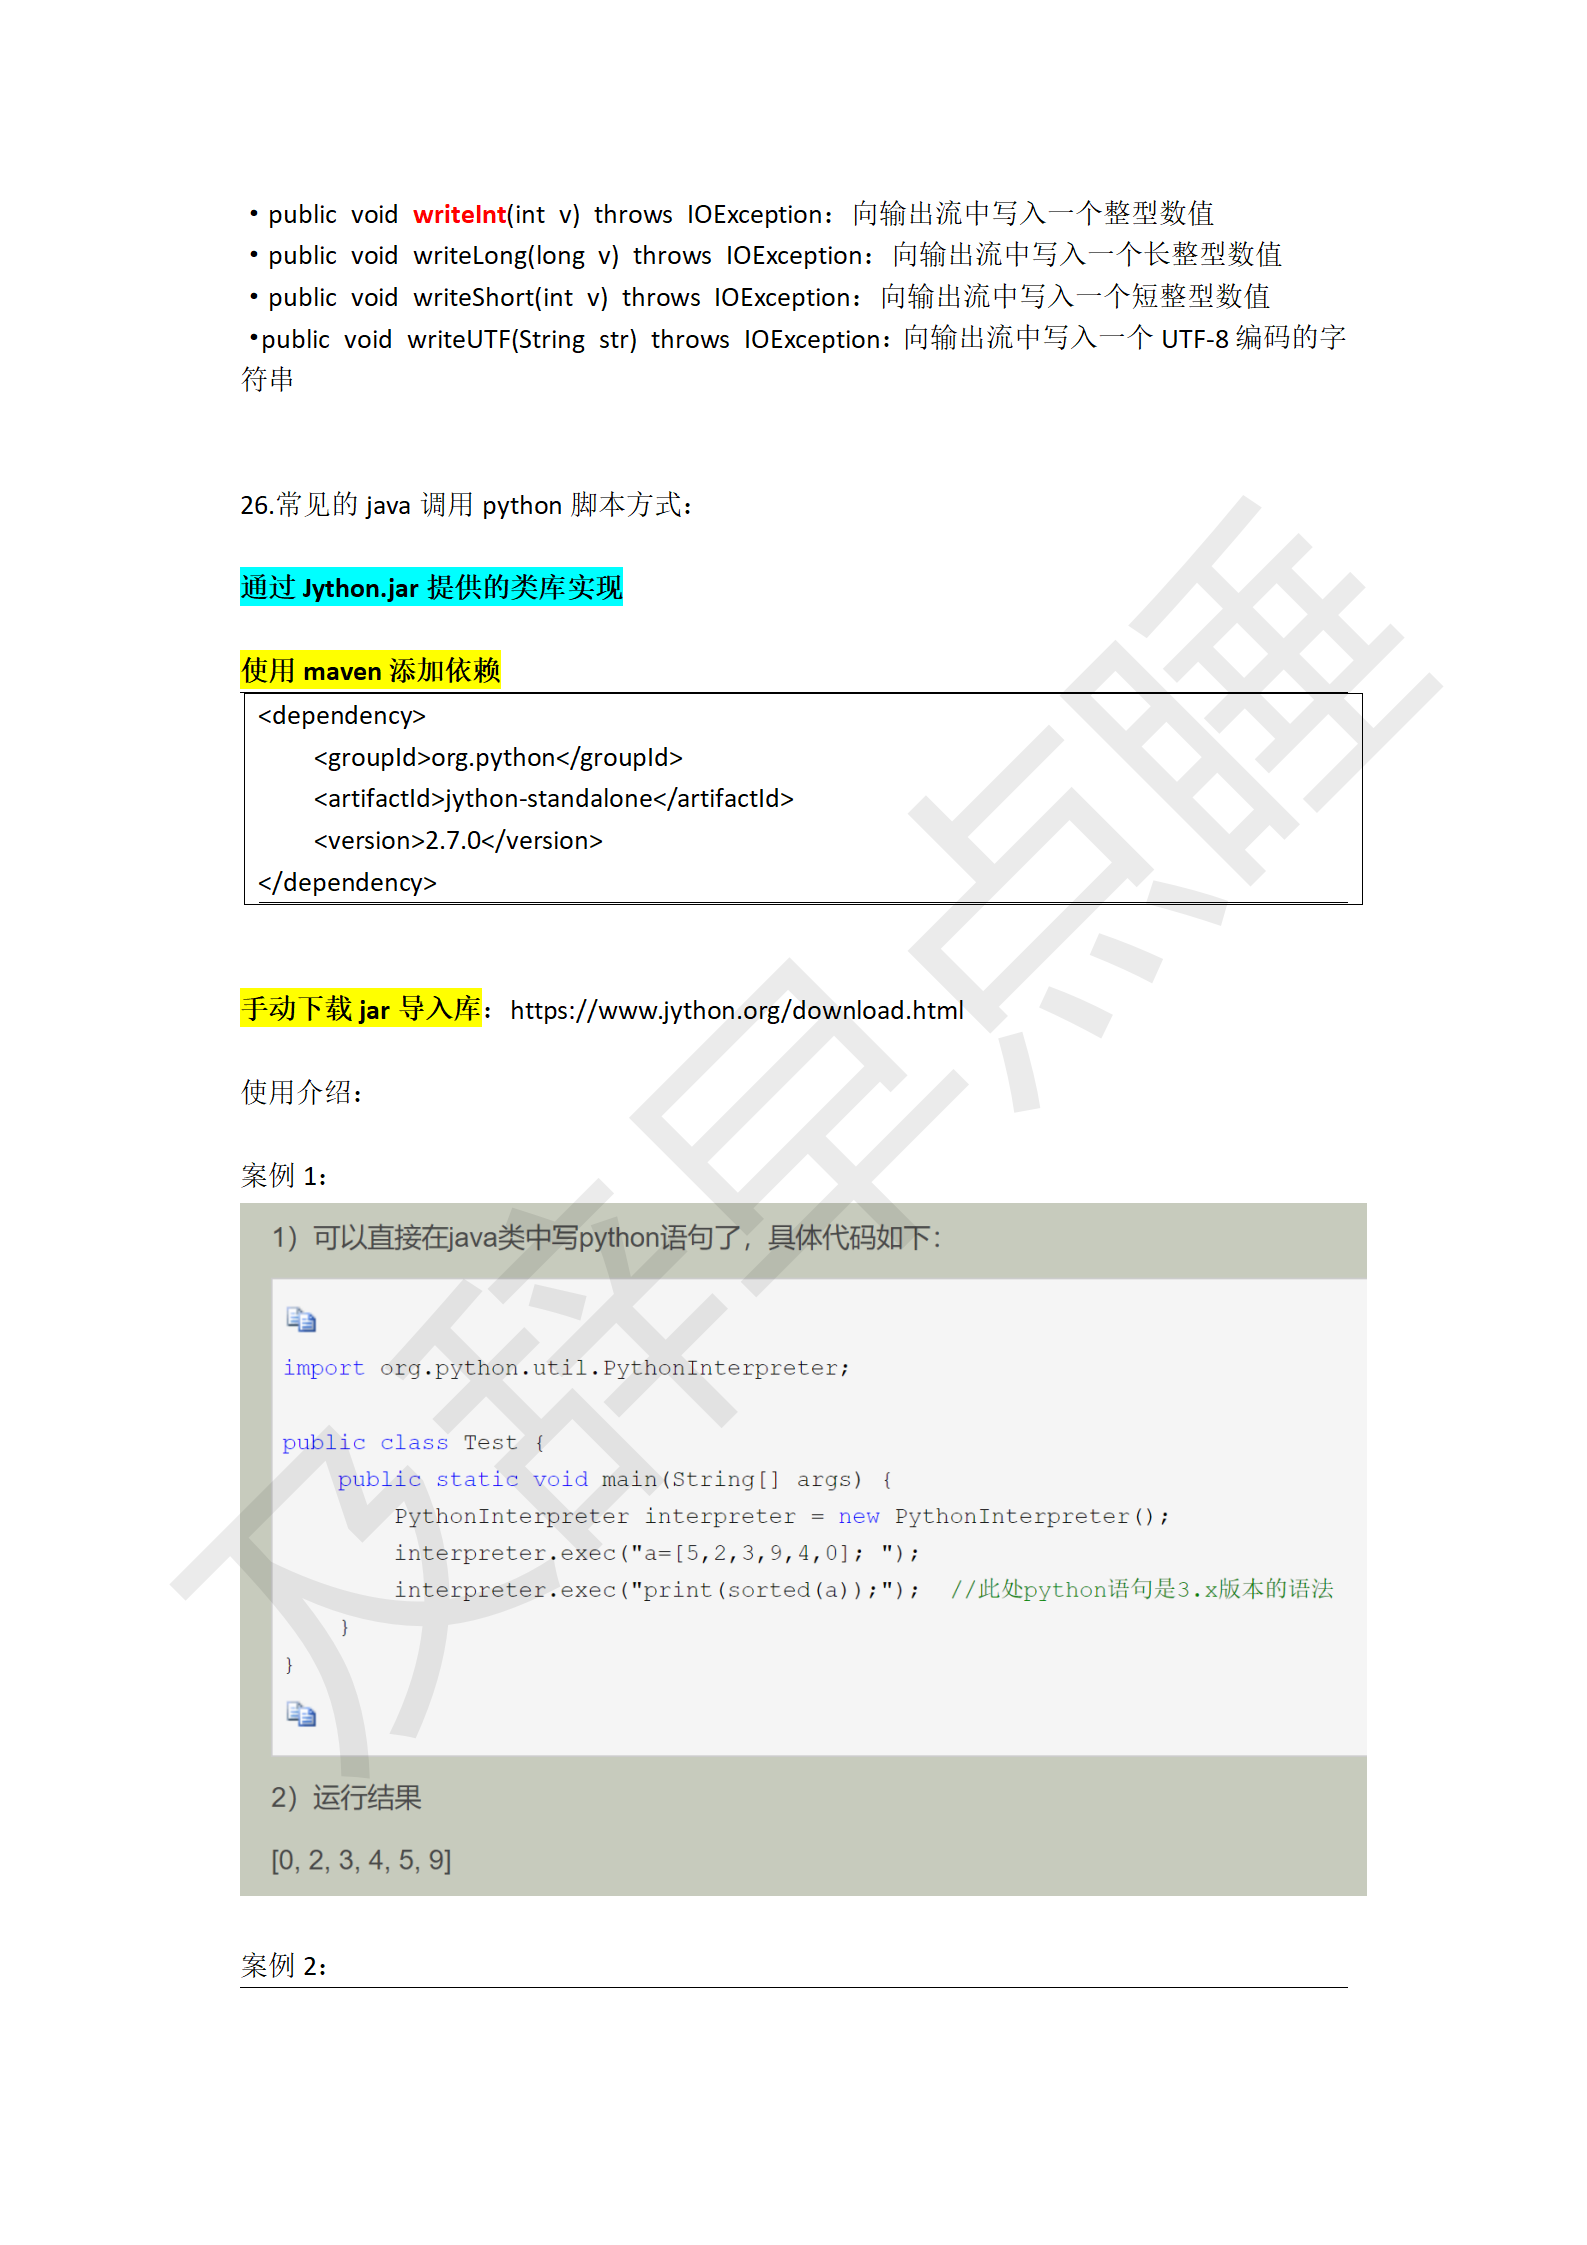 •public void writeInt(int v) throws IOException：向输出流中写入一个整型数值
•public void writeLong(long v) throws IOException：向输出流中写入一个长整型数值
•public void writeShort(int v) throws IOException：向输出流中写入一个短整型数值
•public void writeUTF(String str) throws IOException：向输出流中写入一个 UTF-8 编码的字
符串
26.常见的 java 调用 python 脚本方式：
通过 Jython.jar 提供的类库实现
使用 maven 添加依赖
<dependency>
    <groupId>org.python</groupId>
    <artifactId>jython-standalone</artifactId>
    <version>2.7.0</version>
</dependency>
手动下载 jar 导入库：https://www.jython.org/download.html
使用介绍：
案例 1：
1）可以直接在java类中写python语句了，具体代码如下：
import org.python.util.PythonInterpreter;
public class Test {
    public static void main(String[] args) {
        PythonInterpreter interpreter = new PythonInterpreter();
        interpreter.exec("a=[5,2,3,9,4,0]; ");
        interpreter.exec("print(sorted(a));");  //此处python语句是3.x版本的语法
    }
}
2）运行结果
[0, 2, 3, 4, 5, 9]
案例 2：
及辞早点睡